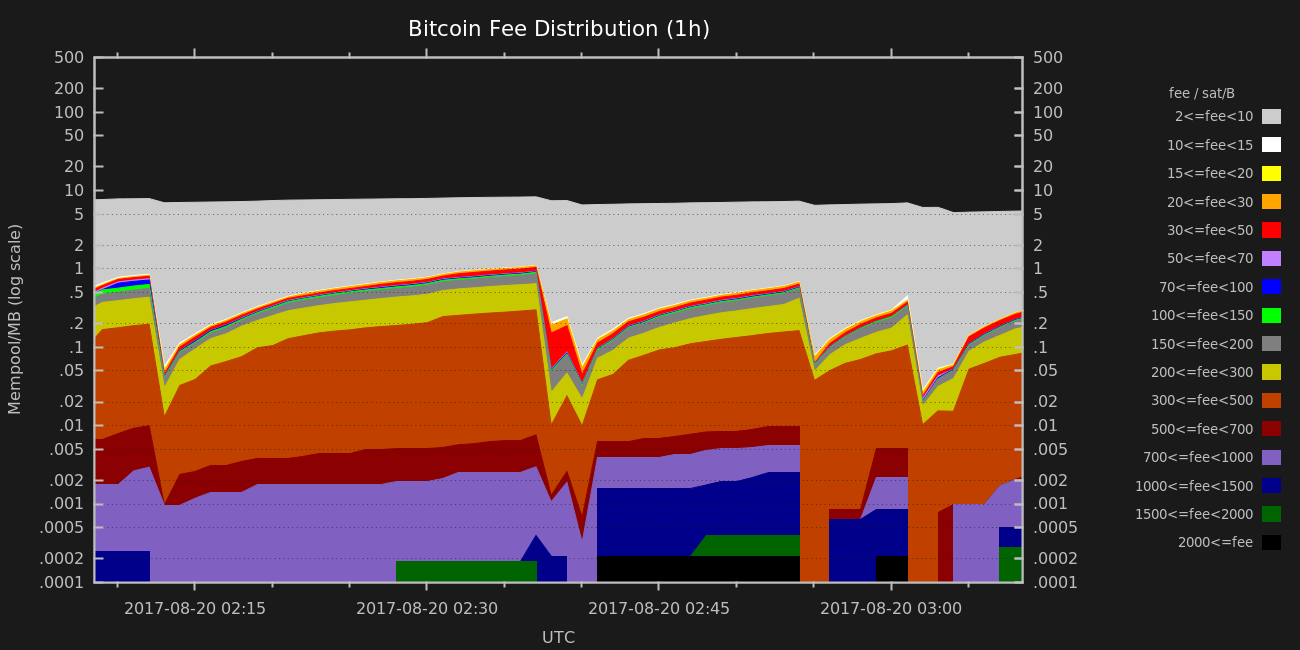 Bitcoin Fee Distribution (1h)
Mempool/MB (log scale)
500
200
100
50
20
10
5
2
1
.5
.2
.1
.05
.02
.01
.005
.002
.001
.0005
.0002
.0001
500
200
100
50
20
10
5
2
1
.5
.2
.1
.05
.02
.01
.005
.002
.001
.0005
.0002
.0001
2017-08-20 02:15 2017-08-20 02:30 2017-08-20 02:45 2017-08-20 03:00
UTC
fee / sat/B
2<=fee<10
10<=fee<15
15<=fee<20
20<=fee<30
30<=fee<50
50<=fee<70
70<=fee<100
100<=fee<150
150<=fee<200
200<=fee<300
300<=fee<500
500<=fee<700
700<=fee<1000
1000<=fee<1500
1500<=fee<2000
2000<=fee